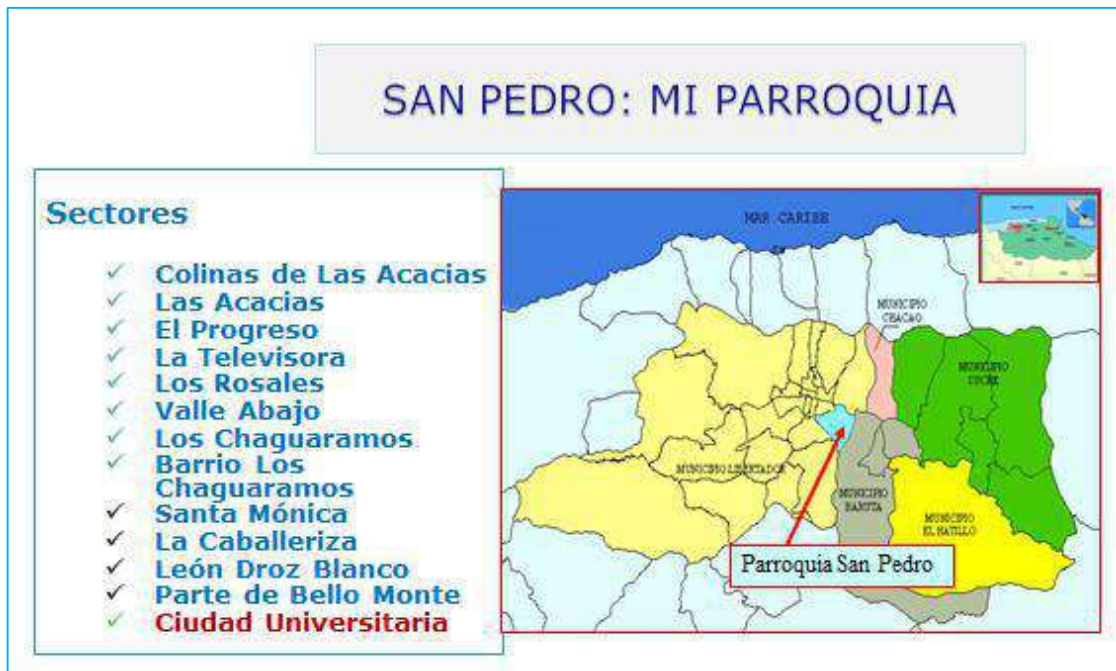 SAN PEDRO: MI PARROQUIA
Sectores
✓ Colinas de Las Acacias
✓ Las Acacias
✓ El Progreso
✓ La Televisora
✓ Los Rosales
✓ Valle Abajo
✓ Los Chaguaramos
✓ Barrio Los
Chaguaramos
✓ Santa Mónica
✓ La Caballeriza
✓ León Droz Blanco
✓ Parte de Bello Monte
✓ Ciudad Universitaria
MAR CARIBE
MUNICIPIO
CHACAO
MUNICIPIO
SUCRE
MUNICIPIO LIBERTADOR
MUNICIPIO
BARUTA
MUNICIPIO
EL HATILLO
Parroquia San Pedro